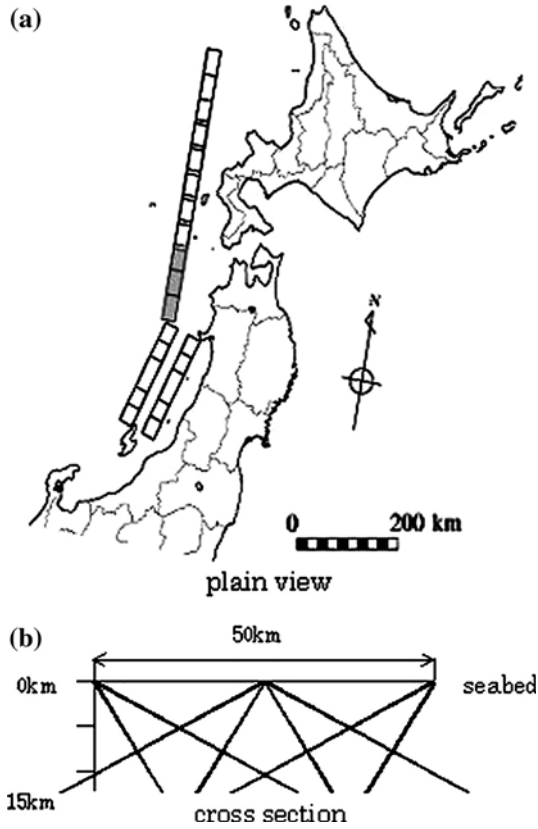 (a)
N
0 200 km
plain view
(b)
50km
0km
seabed
15km
cross section